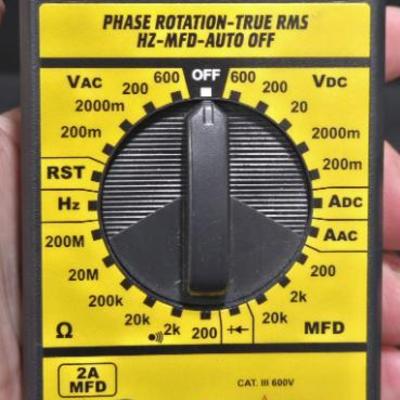 PHASE ROTATION-TRUE RMS
HZ-MFD-AUTO OFF
VAC 600 OFF 600 VDC
200 200
2000m 2000m
200m 200m
RST ADC
Hz AAC
200M 200
20M 20
200k 2k
20k 2k 200 20k
Ω MFD
2A
MFD
CAT. III 600V